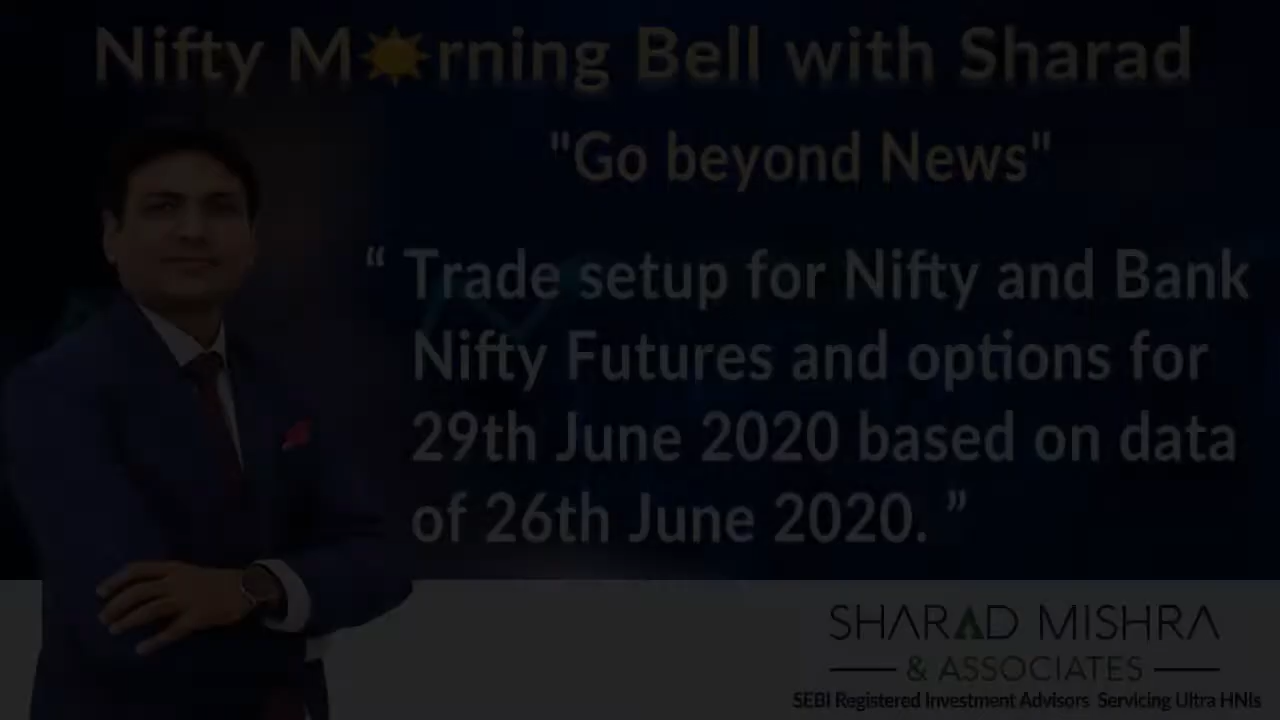 Nifty M☀rning Bell with Sharad
"Go beyond News"
“ Trade setup for Nifty and Bank
Nifty Futures and options for
29th June 2020 based on data
of 26th June 2020. ”
SHARAD MISHRA
& ASSOCIATES
SEBI Registered Investment Advisors Servicing Ultra HNIs